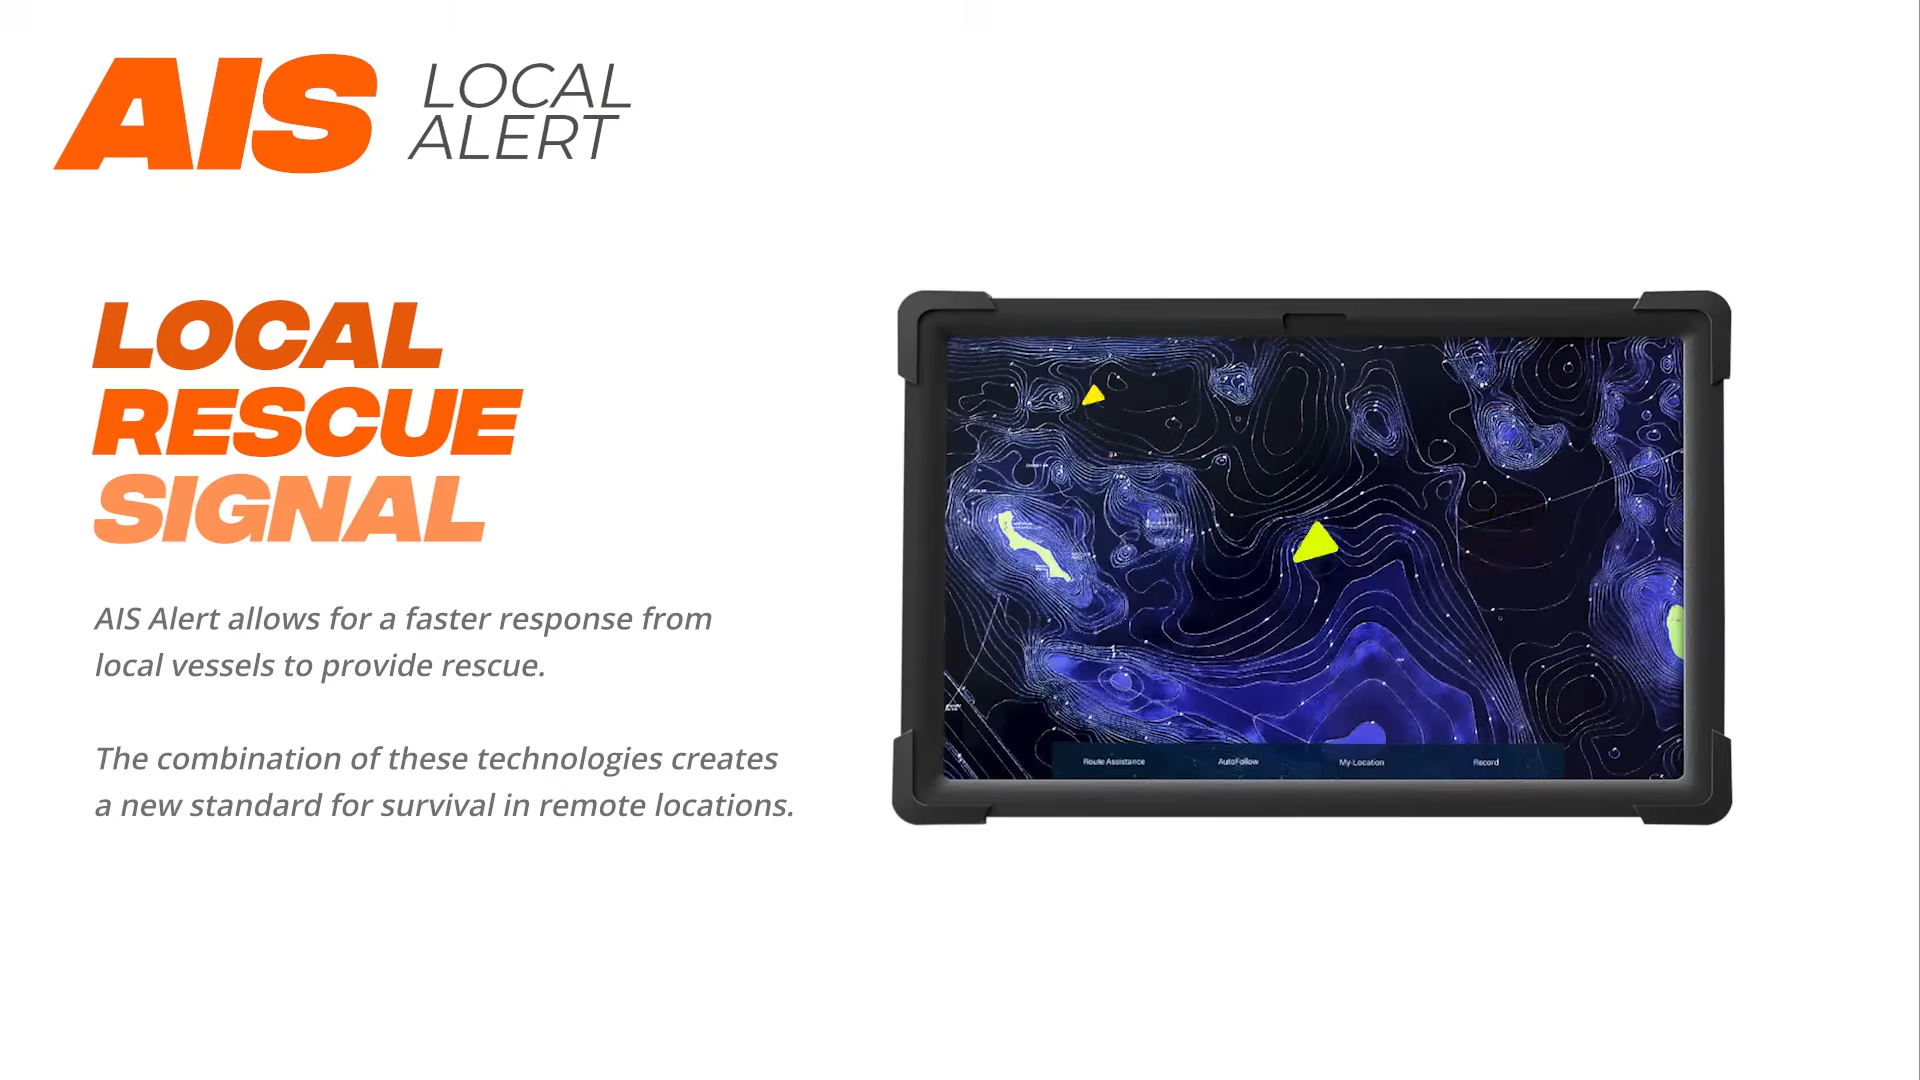 AIS
LOCAL
ALERT
LOCAL
RESCUE
SIGNAL
AIS Alert allows for a faster response from
local vessels to provide rescue.
The combination of these technologies creates
a new standard for survival in remote locations.
Route Assistance AutoFollow My-Location Record